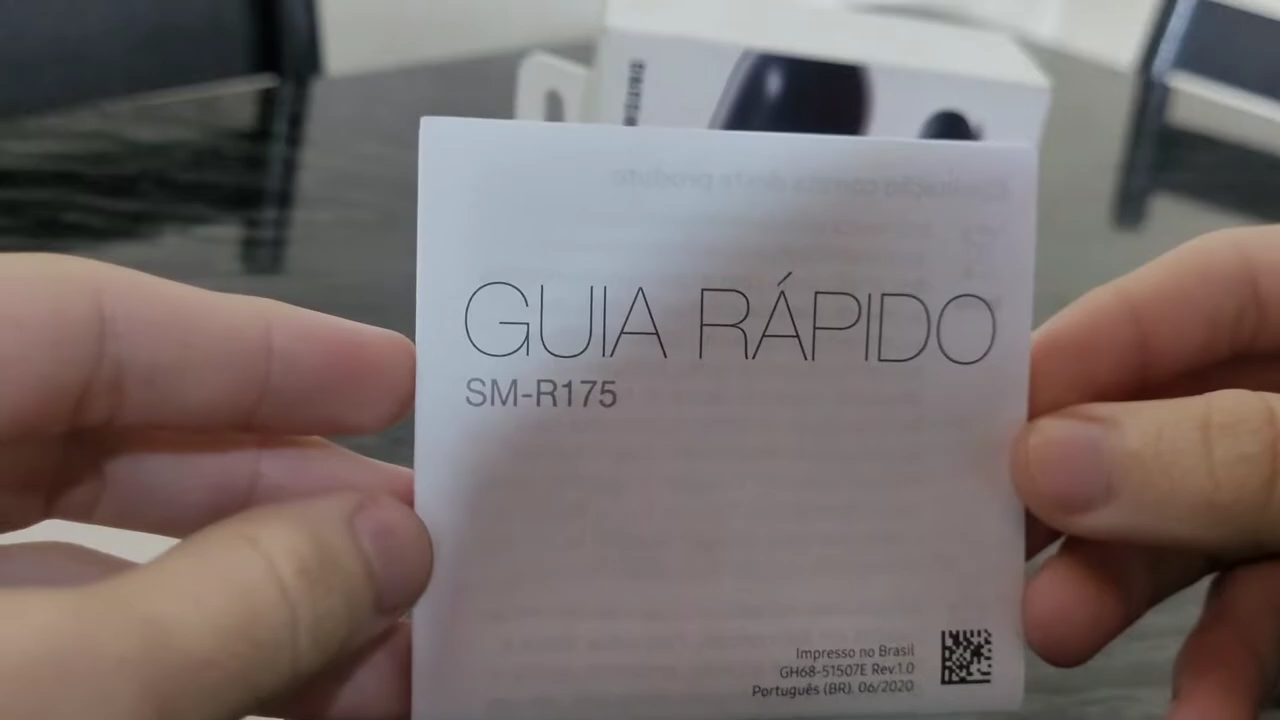 GUIA RÁPIDO
SM-R175
Impresso no Brasil
GH68-51507E Rev.1.0
Português (BR). 06/2020